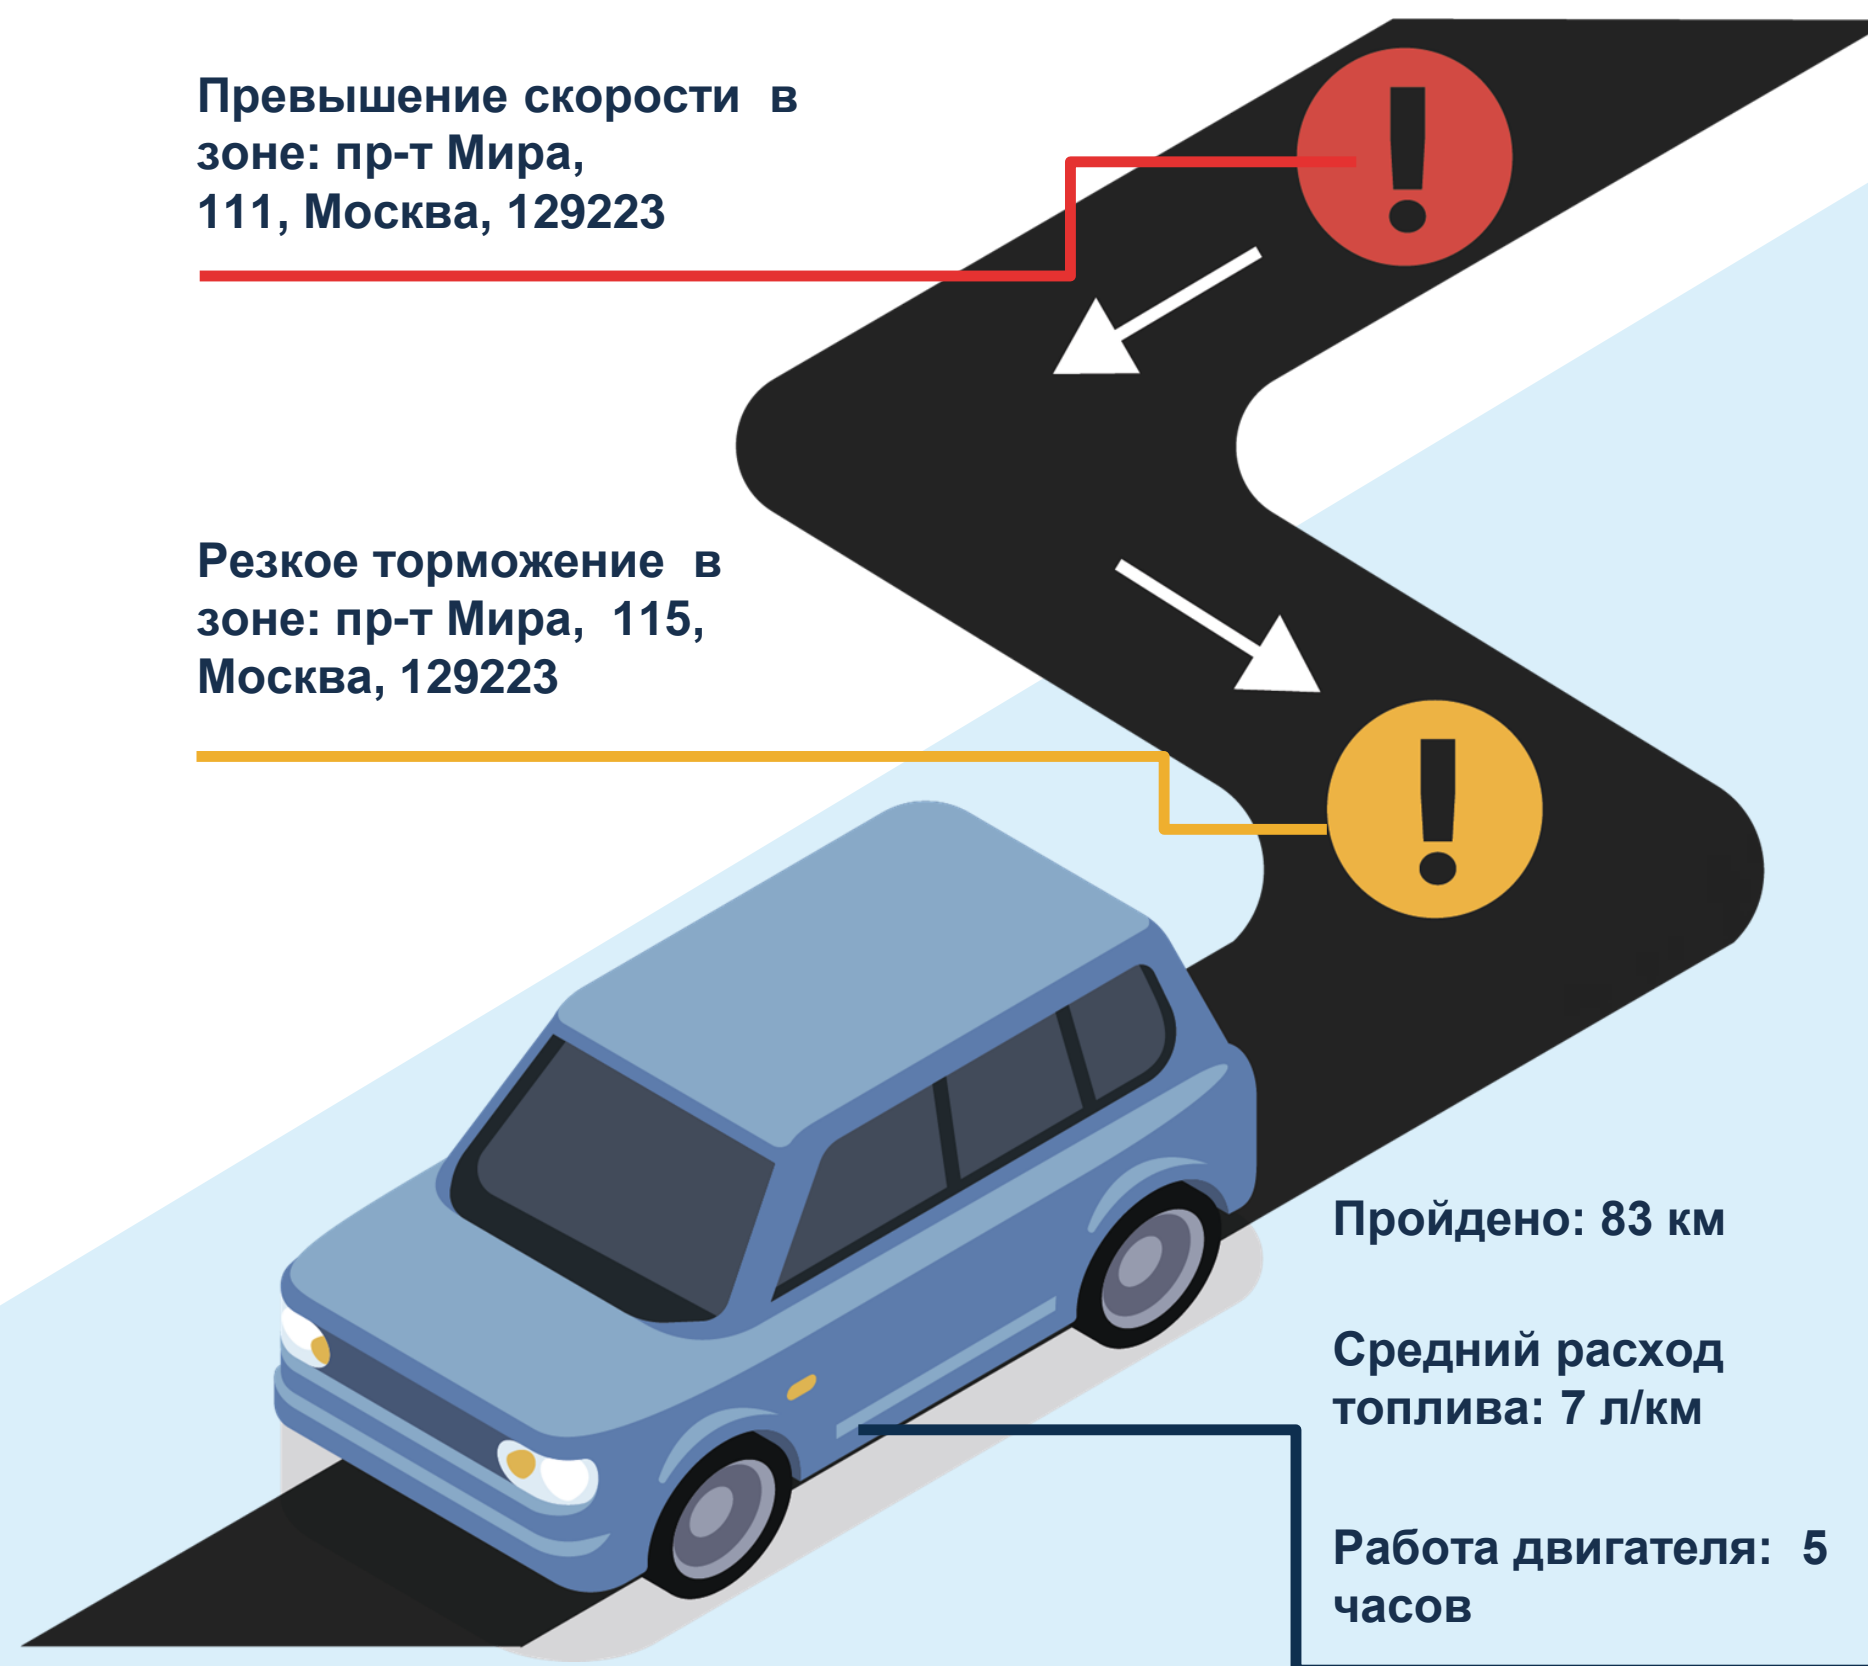 Превышение скорости в
зоне: пр-т Мира,
111, Москва, 129223
Резкое торможение в
зоне: пр-т Мира, 115,
Москва, 129223
Пройдено: 83 км
Средний расход
топлива: 7 л/км
Работа двигателя: 5
часов